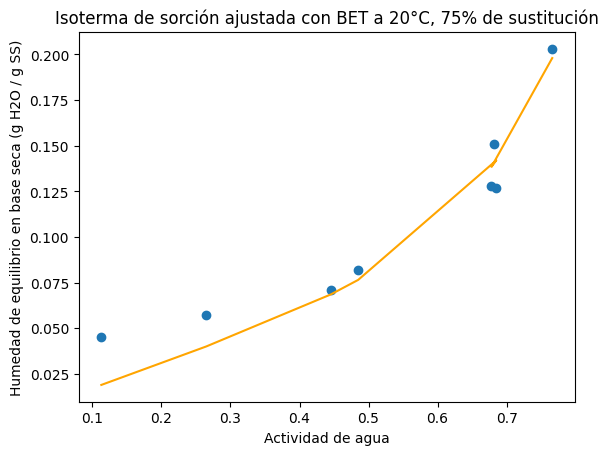 Isoterma de sorción ajustada con BET a 20°C, 75% de sustitución
Humedad de equilibrio en base seca (g H2O / g SS)
0.200
0.175
0.150
0.125
0.100
0.075
0.050
0.025
0.1 0.2 0.3 0.4 0.5 0.6 0.7
Actividad de agua